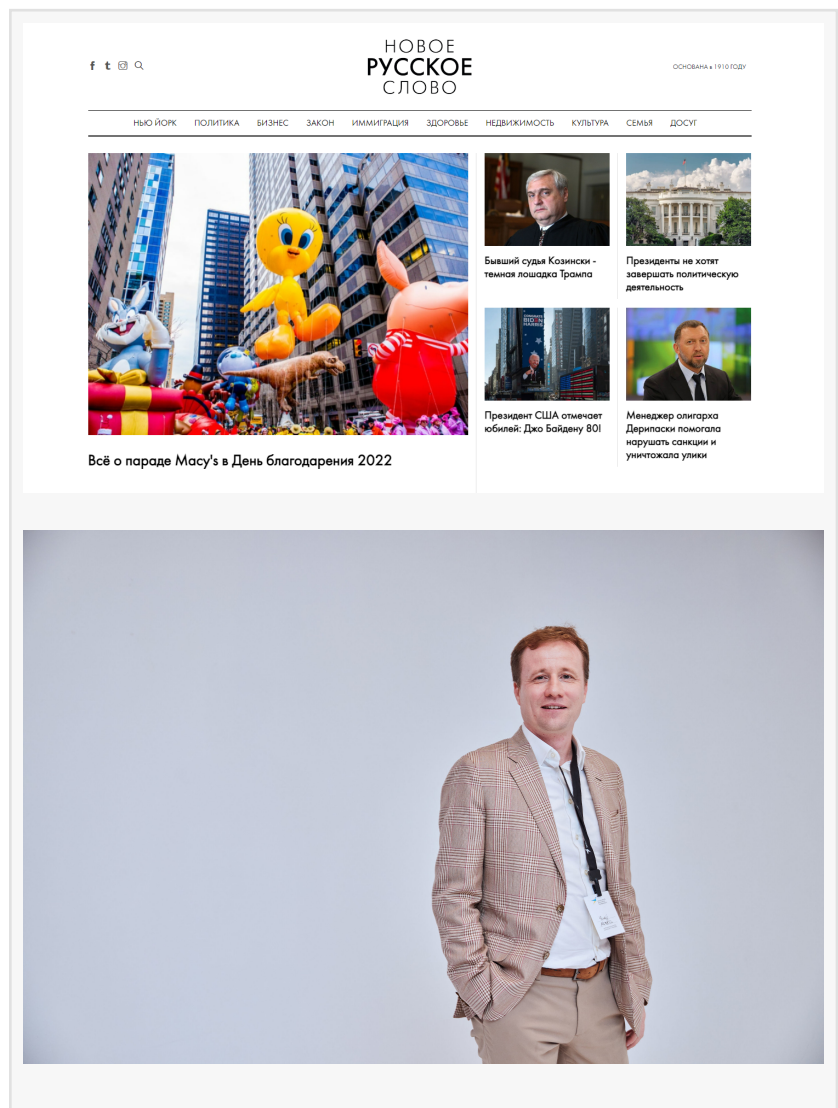 НОВОЕ
РУССКОЕ
СЛОВО
ОСНОВАНА в 1910 ГОДУ
НЬЮ ЙОРК ПОЛИТИКА БИЗНЕС ЗАКОН ИММИГРАЦИЯ ЗДОРОВЬЕ НЕДВИЖИМОСТЬ КУЛЬТУРА СЕМЬЯ ДОСУГ
Всё о параде Macy's в День благодарения 2022
Бывший судья Козински -
темная лошадка Трампа
Президенты не хотят
завершать политическую
деятельность
BIDEN
HARRIS
Президент США отмечает
юбилей: Джо Байдену 80!
Менеджер олигарха
Дерипаски помогала
нарушать санкции и
уничтожала улики